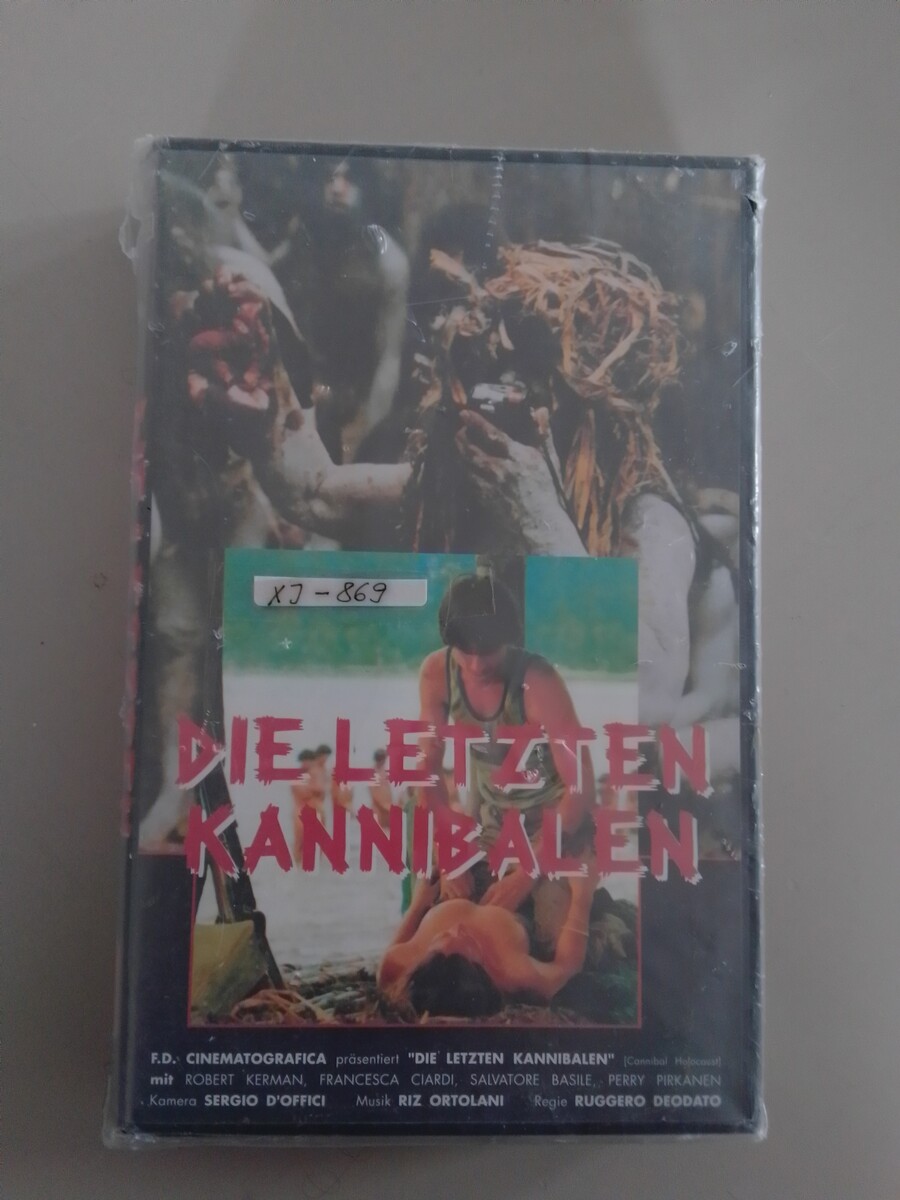 XJ-869
DIE LETZTEN
KANNIBALEN
F.D. CINEMATOGRAFICA präsentiert "DIE LETZTEN KANNIBALEN" [Cannibal Holocaust]
mit ROBERT KERMAN, FRANCESCA CIARDI, SALVATORE BASILE, PERRY PIRKANEN
Kamera SERGIO D'OFFICI Musik RIZ ORTOLANI Regie RUGGERO DEODATO